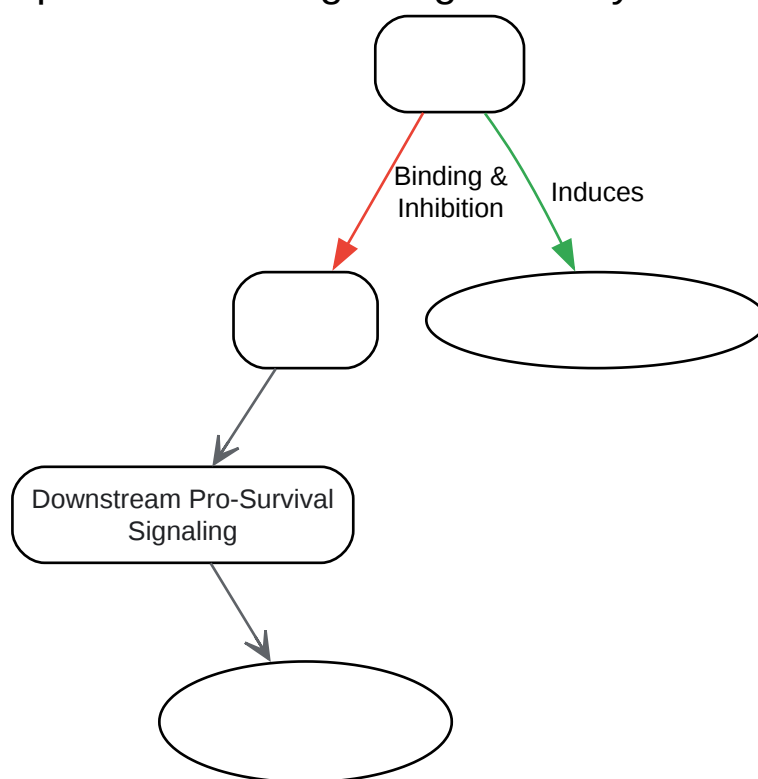 Binding &
Inhibition
Induces
Downstream Pro-Survival
Signaling